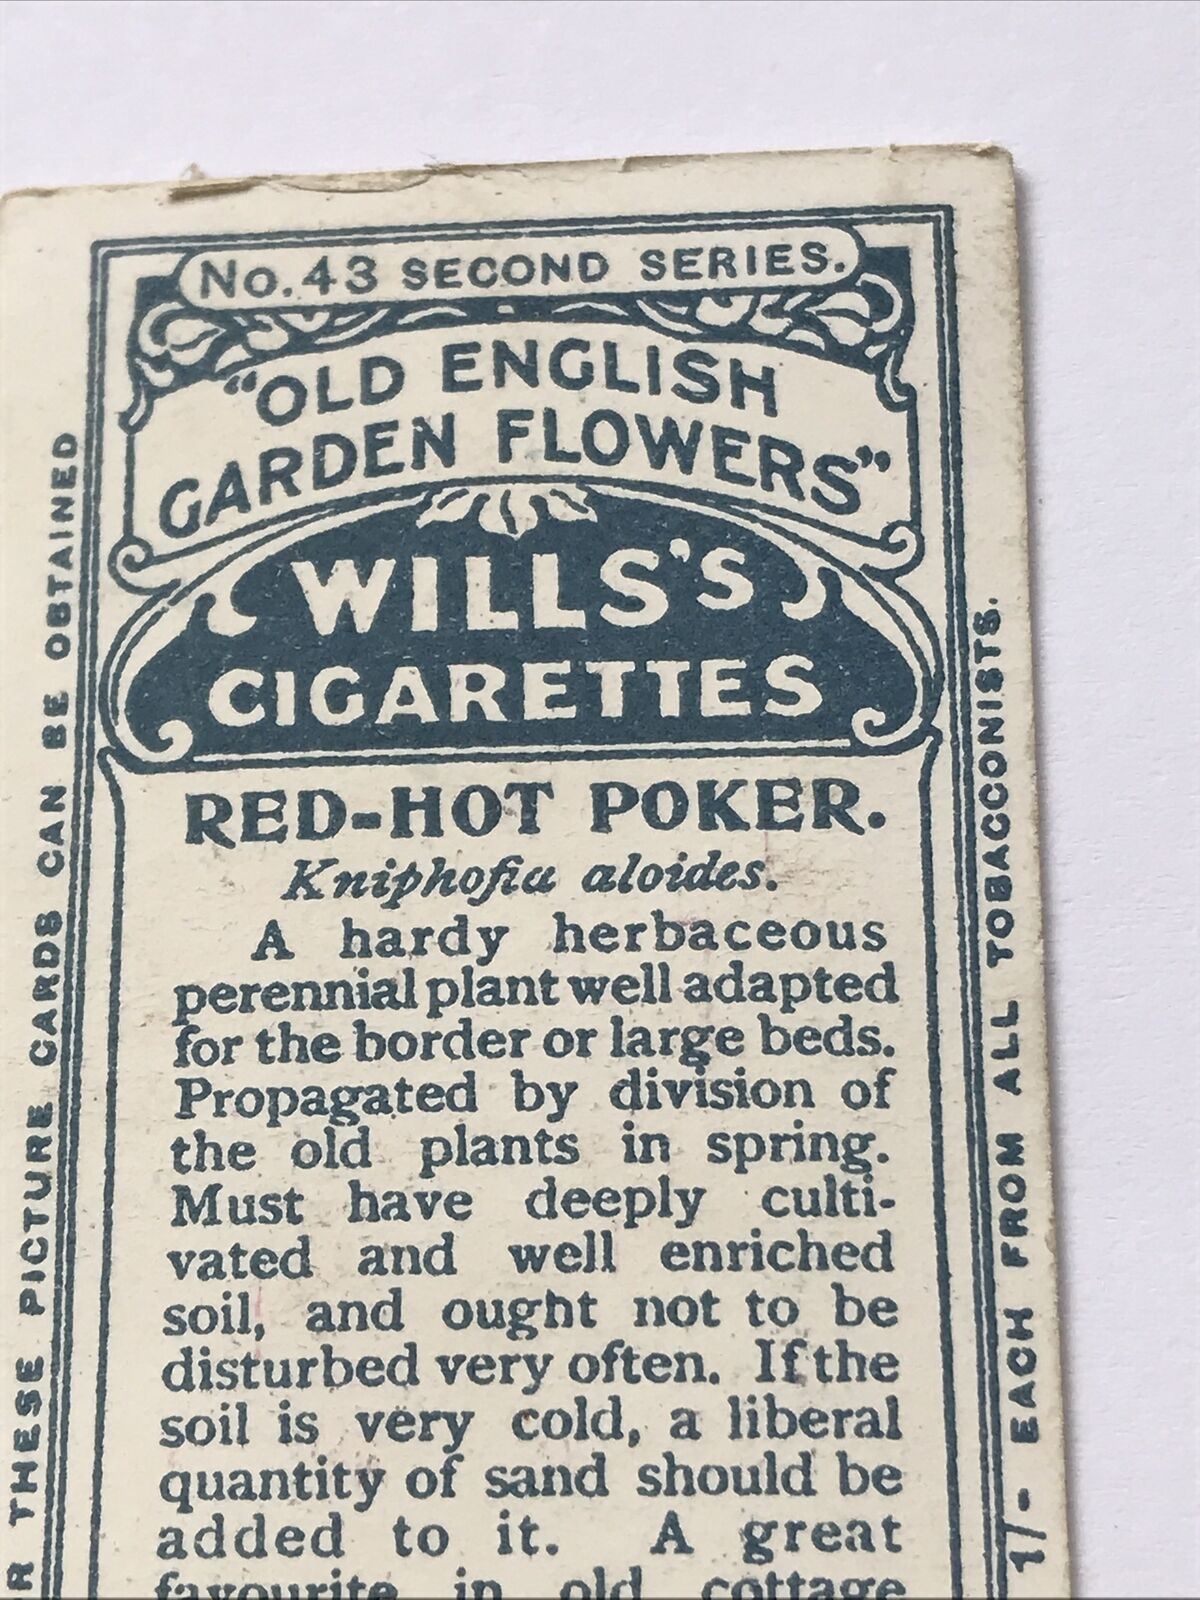 No. 43 SECOND SERIES.
"OLD ENGLISH
GARDEN FLOWERS"
WILLS'S
CIGARETTES
RED-HOT POKER.
Kniphofia aloides.
A hardy herbaceous
perennial plant well adapted
for the border or large beds.
Propagated by division of
the old plants in spring.
Must have deeply culti-
vated and well enriched
soil, and ought not to be
disturbed very often. If the
soil is very cold, a liberal
quantity of sand should be
added to it. A great
favourite in old cottage
THESE PICTURE CARDS CAN BE OBTAINED
1/- EACH FROM ALL TOBACCONISTS.